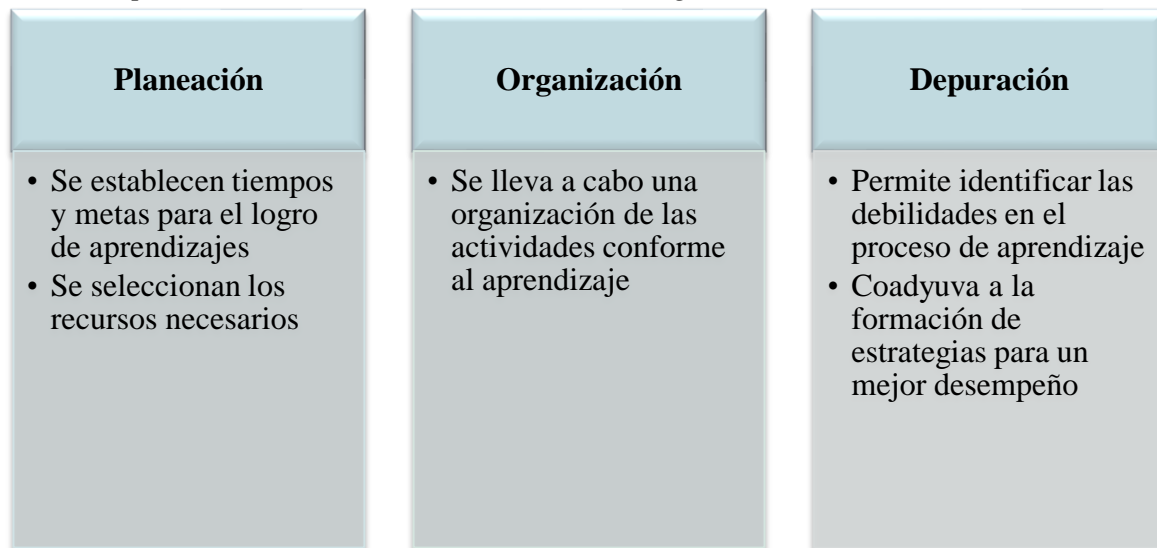 Planeación
• Se establecen tiempos
y metas para el logro
de aprendizajes
• Se seleccionan los
recursos necesarios
Organización
• Se lleva a cabo una
organización de las
actividades conforme
al aprendizaje
Depuración
• Permite identificar las
debilidades en el
proceso de aprendizaje
• Coadyuva a la
formación de
estrategias para un
mejor desempeño